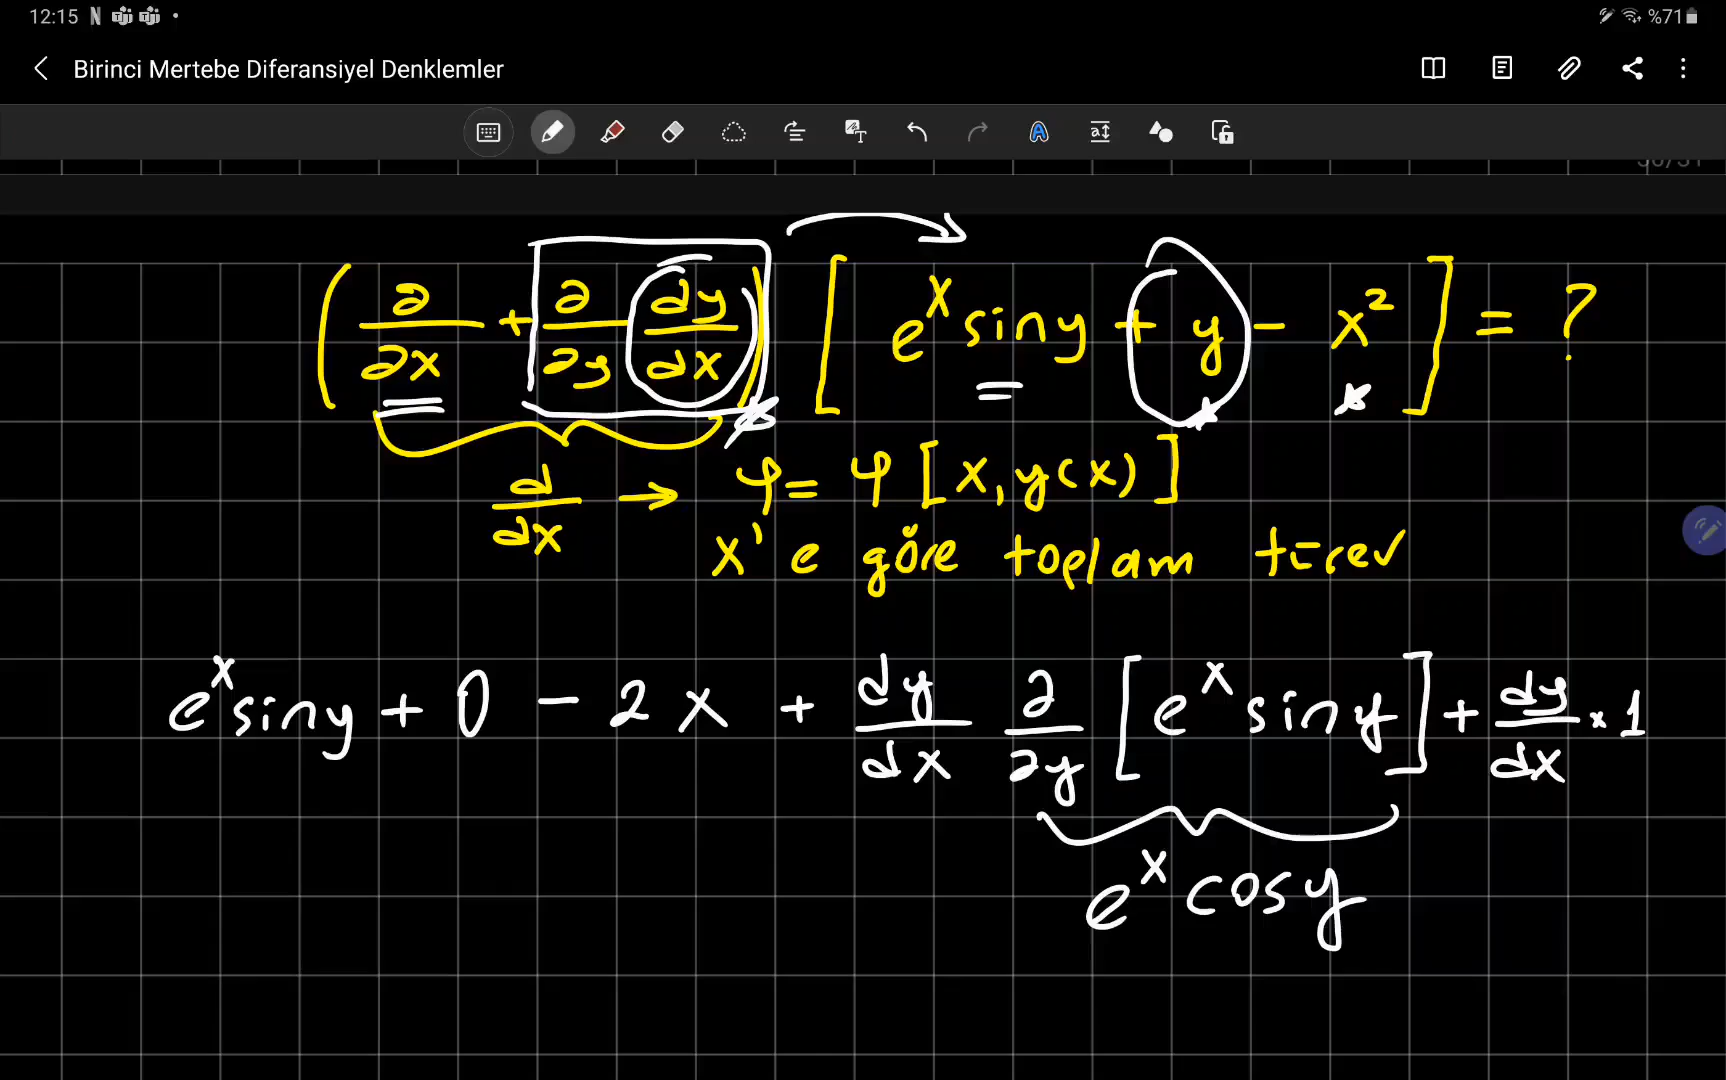 12:15 N
%71
Birinci Mertebe Diferansiyel Denklemler
(∂/∂x + ∂/∂y dy/dx) [e^x siny + y - x²] = ?
d/dx → φ = φ[x, y(x)]
x'e göre toplam türev
e^x siny + 0 - 2x + dy/dx ∂/∂y [e^x siny] + dy/dx × 1
e^x cosy